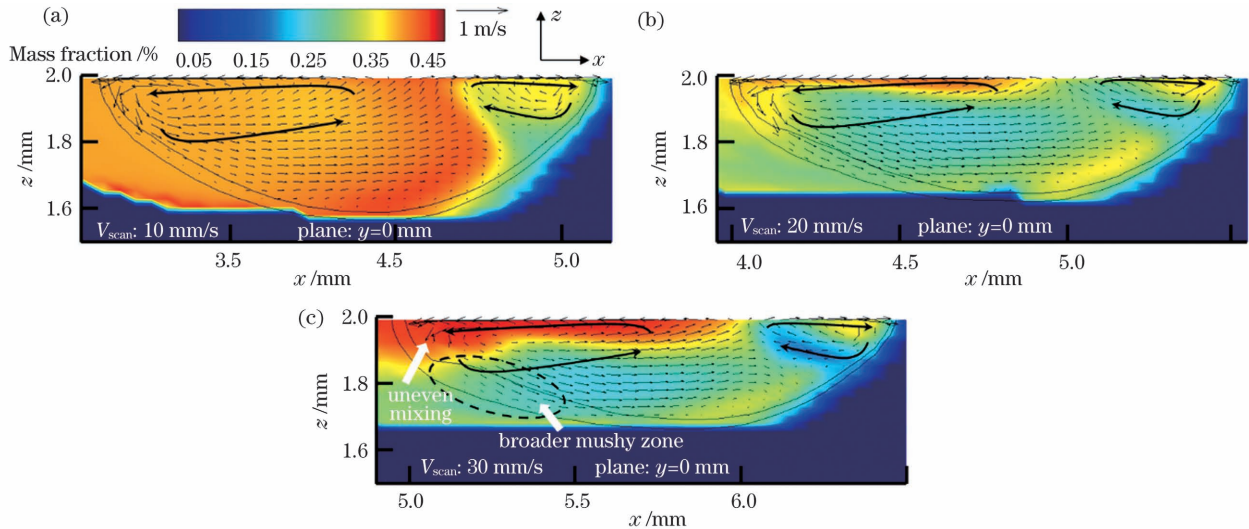 (a)
Mass fraction /%
0.05 0.15 0.25 0.35 0.45
1 m/s
z
x
2.0
1.8
1.6
z /mm
V_scan: 10 mm/s plane: y=0 mm
3.5 4.5 5.0
x /mm
(b)
2.0
1.8
1.6
z /mm
V_scan: 20 mm/s plane: y=0 mm
4.0 4.5 5.0
x /mm
(c)
2.0
1.8
1.6
z /mm
uneven
mixing
broader mushy zone
V_scan: 30 mm/s plane: y=0 mm
5.0 5.5 6.0
x /mm